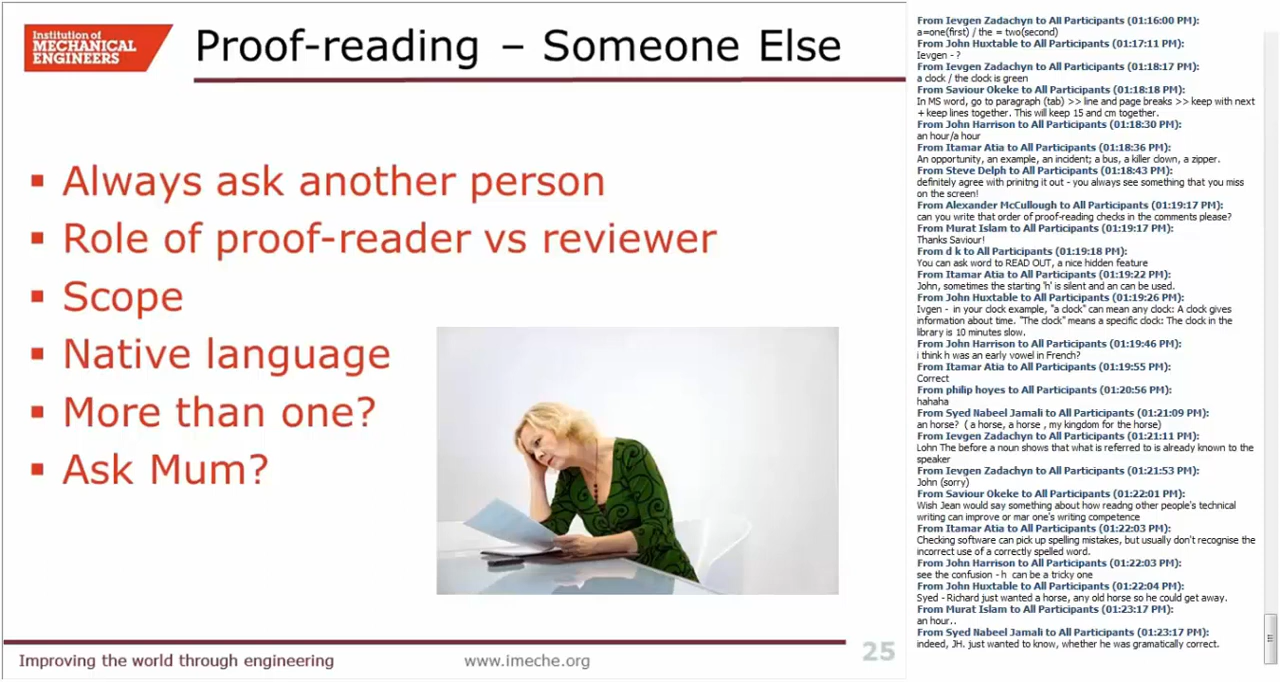 Institution of
MECHANICAL
ENGINEERS
Proof-reading – Someone Else
Always ask another person
Role of proof-reader vs reviewer
Scope
Native language
More than one?
Ask Mum?
Improving the world through engineering
www.imeche.org
25
From Ievgen Zadachyn to All Participants (01:16:00 PM):
a=one(first) / the = two(second)
From John Huxtable to All Participants (01:17:11 PM):
Ievgen - ?
From Ievgen Zadachyn to All Participants (01:18:17 PM):
a clock / the clock is green
From Saviour Okeke to All Participants (01:18:18 PM):
In MS word, go to paragraph (tab) >> line and page breaks >> keep with next
+ keep lines together. This will keep 15 and cm together.
From John Harrison to All Participants (01:18:30 PM):
an hour/a hour
From Itamar Atia to All Participants (01:18:36 PM):
An opportunity, an example, an incident; a bus, a killer clown, a zipper.
From Steve Delph to All Participants (01:18:43 PM):
definitely agree with prinitng it out - you always see something that you miss
on the screen!
From Alexander McCullough to All Participants (01:19:17 PM):
can you write that order of proof-reading checks in the comments please?
From Murat Islam to All Participants (01:19:17 PM):
Thanks Saviour!
From d k to All Participants (01:19:18 PM):
You can ask word to READ OUT, a nice hidden feature
From Itamar Atia to All Participants (01:19:22 PM):
John, sometimes the starting 'h' is silent and an can be used.
From John Huxtable to All Participants (01:19:26 PM):
Ivgen - in your clock example, "a clock" can mean any clock: A clock gives
information about time. "The clock" means a specific clock: The clock in the
library is 10 minutes slow.
From John Harrison to All Participants (01:19:46 PM):
i think h was an early vowel in French?
From Itamar Atia to All Participants (01:19:55 PM):
Correct
From philip hoyes to All Participants (01:20:56 PM):
hahaha
From Syed Nabeel Jamali to All Participants (01:21:09 PM):
an horse? ( a horse, a horse , my kingdom for the horse)
From Ievgen Zadachyn to All Participants (01:21:11 PM):
Lohn The before a noun shows that what is referred to is already known to the
speaker
From Ievgen Zadachyn to All Participants (01:21:53 PM):
John (sorry)
From Saviour Okeke to All Participants (01:22:01 PM):
Wish Jean would say something about how readng other people's technical
writing can improve or mar one's writing competence
From Itamar Atia to All Participants (01:22:03 PM):
Checking software can pick up spelling mistakes, but usually don't recognise the
incorrect use of a correctly spelled word.
From John Harrison to All Participants (01:22:03 PM):
see the confusion - h can be a tricky one
From John Huxtable to All Participants (01:22:04 PM):
Syed - Richard just wanted a horse, any old horse so he could get away.
From Murat Islam to All Participants (01:23:17 PM):
an hour..
From Syed Nabeel Jamali to All Participants (01:23:17 PM):
indeed, JH. just wanted to know, whether he was gramatically correct.